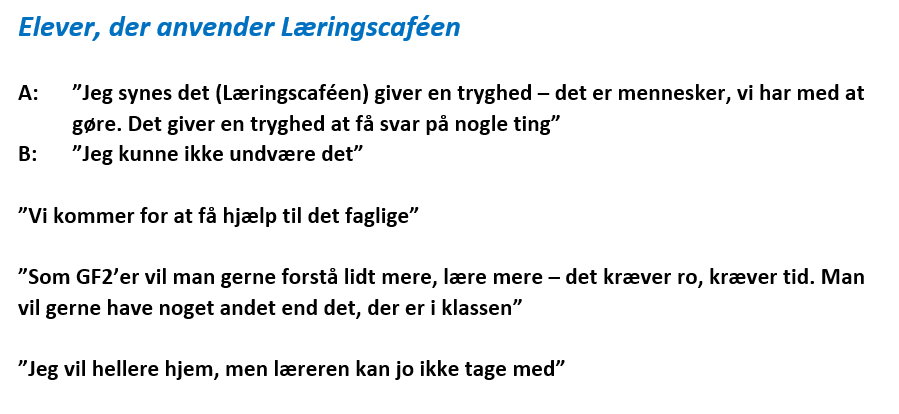 Elever, der anvender Læringscaféen
A: ”Jeg synes det (Læringscaféen) giver en tryghed – det er mennesker, vi har med at
gøre. Det giver en tryghed at få svar på nogle ting”
B: ”Jeg kunne ikke undvære det”
”Vi kommer for at få hjælp til det faglige”
”Som GF2’er vil man gerne forstå lidt mere, lære mere – det kræver ro, kræver tid. Man
vil gerne have noget andet end det, der er i klassen”
”Jeg vil hellere hjem, men læreren kan jo ikke tage med”